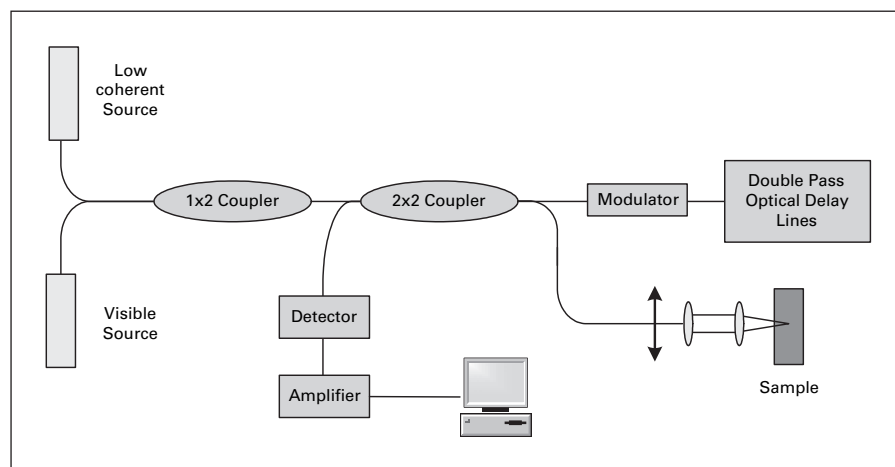 Low
coherent
Source
1x2 Coupler
2x2 Coupler
Modulator
Double Pass
Optical Delay
Lines
Visible
Source
Detector
Amplifier
Sample